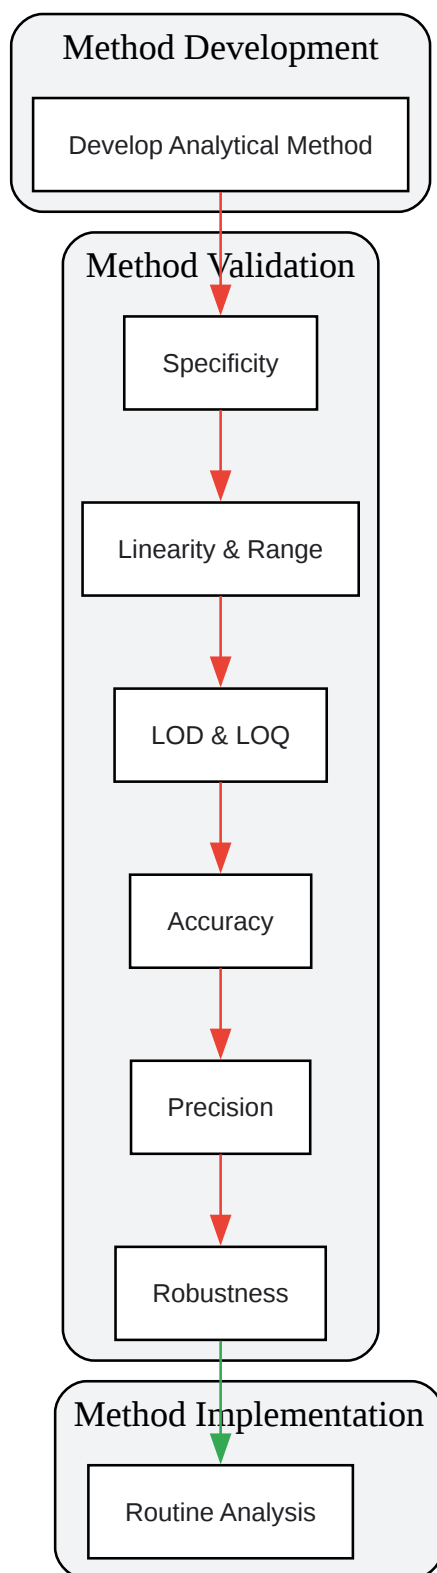 Method Development
Develop Analytical Method
Method Validation
Specificity
Linearity & Range
LOD & LOQ
Accuracy
Precision
Robustness
Method Implementation
Routine Analysis